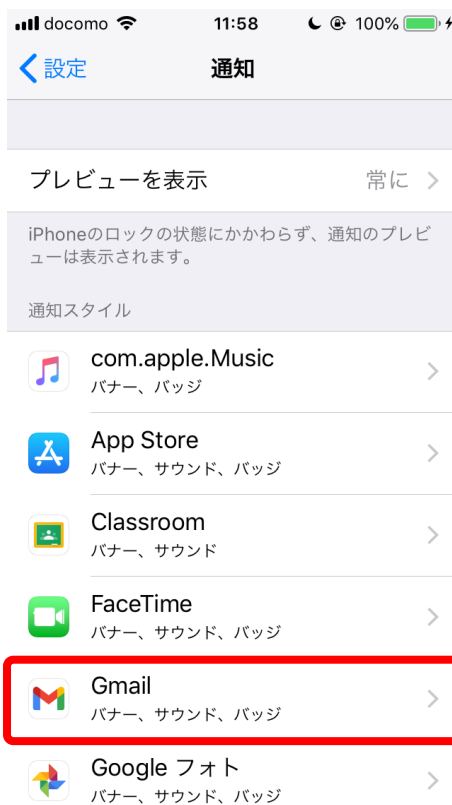 docomo 11:58 100%
設定 通知
プレビューを表示 常に
iPhoneのロックの状態にかかわらず、通知のプレビ
ューは表示されます。
通知スタイル
com.apple.Music
バナー、バッジ
App Store
バナー、サウンド、バッジ
Classroom
バナー、サウンド
FaceTime
バナー、サウンド、バッジ
Gmail
バナー、サウンド、バッジ
Google フォト
バナー、サウンド、バッジ